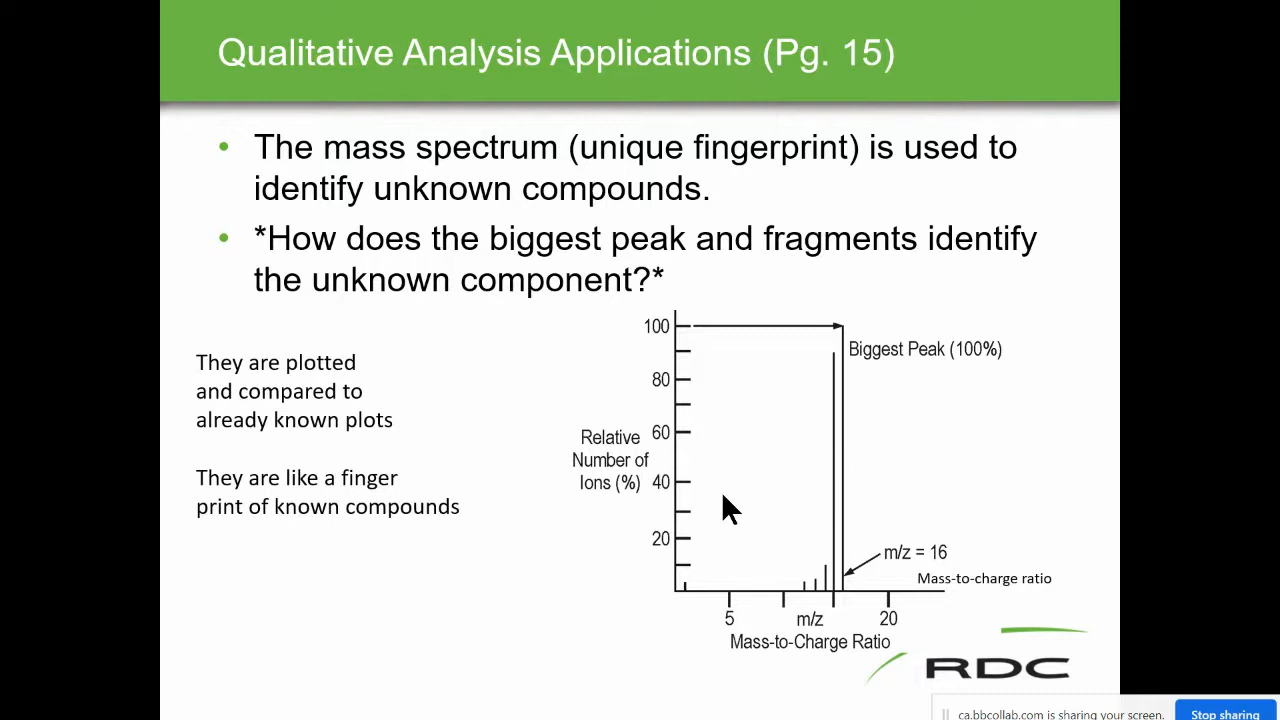 Qualitative Analysis Applications (Pg. 15)
• The mass spectrum (unique fingerprint) is used to
identify unknown compounds.
• *How does the biggest peak and fragments identify
the unknown component?*
They are plotted
and compared to
already known plots
They are like a finger
print of known compounds
100
Biggest Peak (100%)
80
60
Relative
Number of
Ions (%)
40
20
m/z = 16
Mass-to-charge ratio
5
m/z
20
Mass-to-Charge Ratio
RDC
ca.bbcollab.com is sharing your screen.
Stop sharing